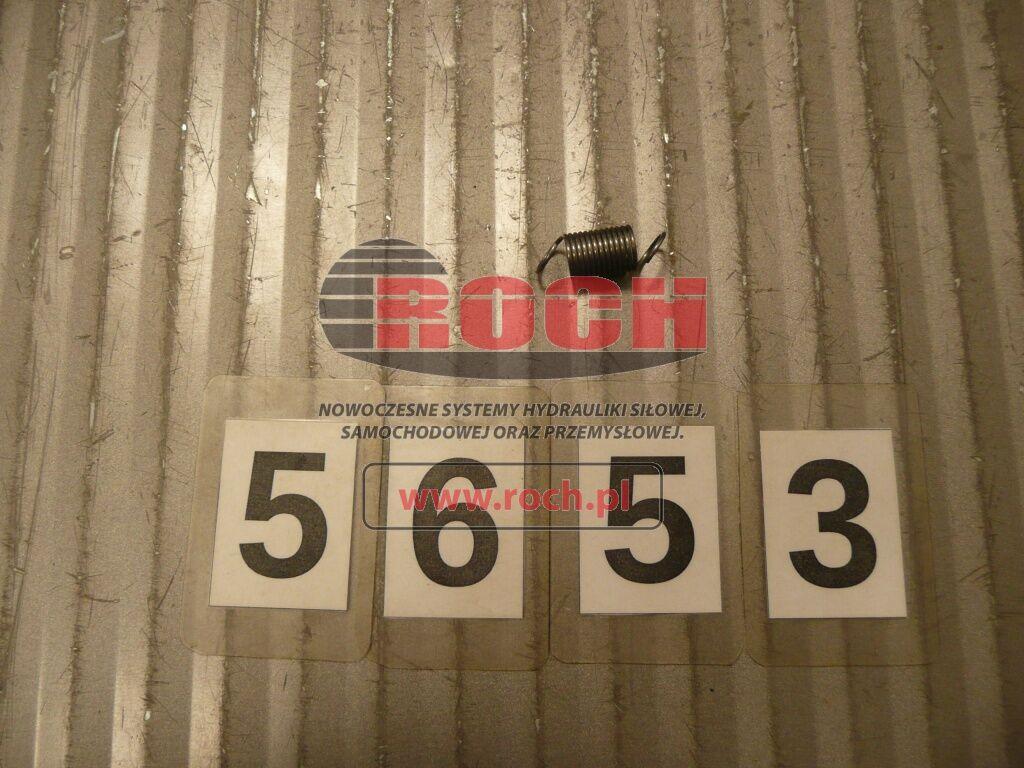 ROCH
NOWOCZESNE SYSTEMY HYDRAULIKI SIŁOWEJ,
SAMOCHODOWEJ ORAZ PRZEMYSŁOWEJ.
www.roch.pl
5 6 5 3